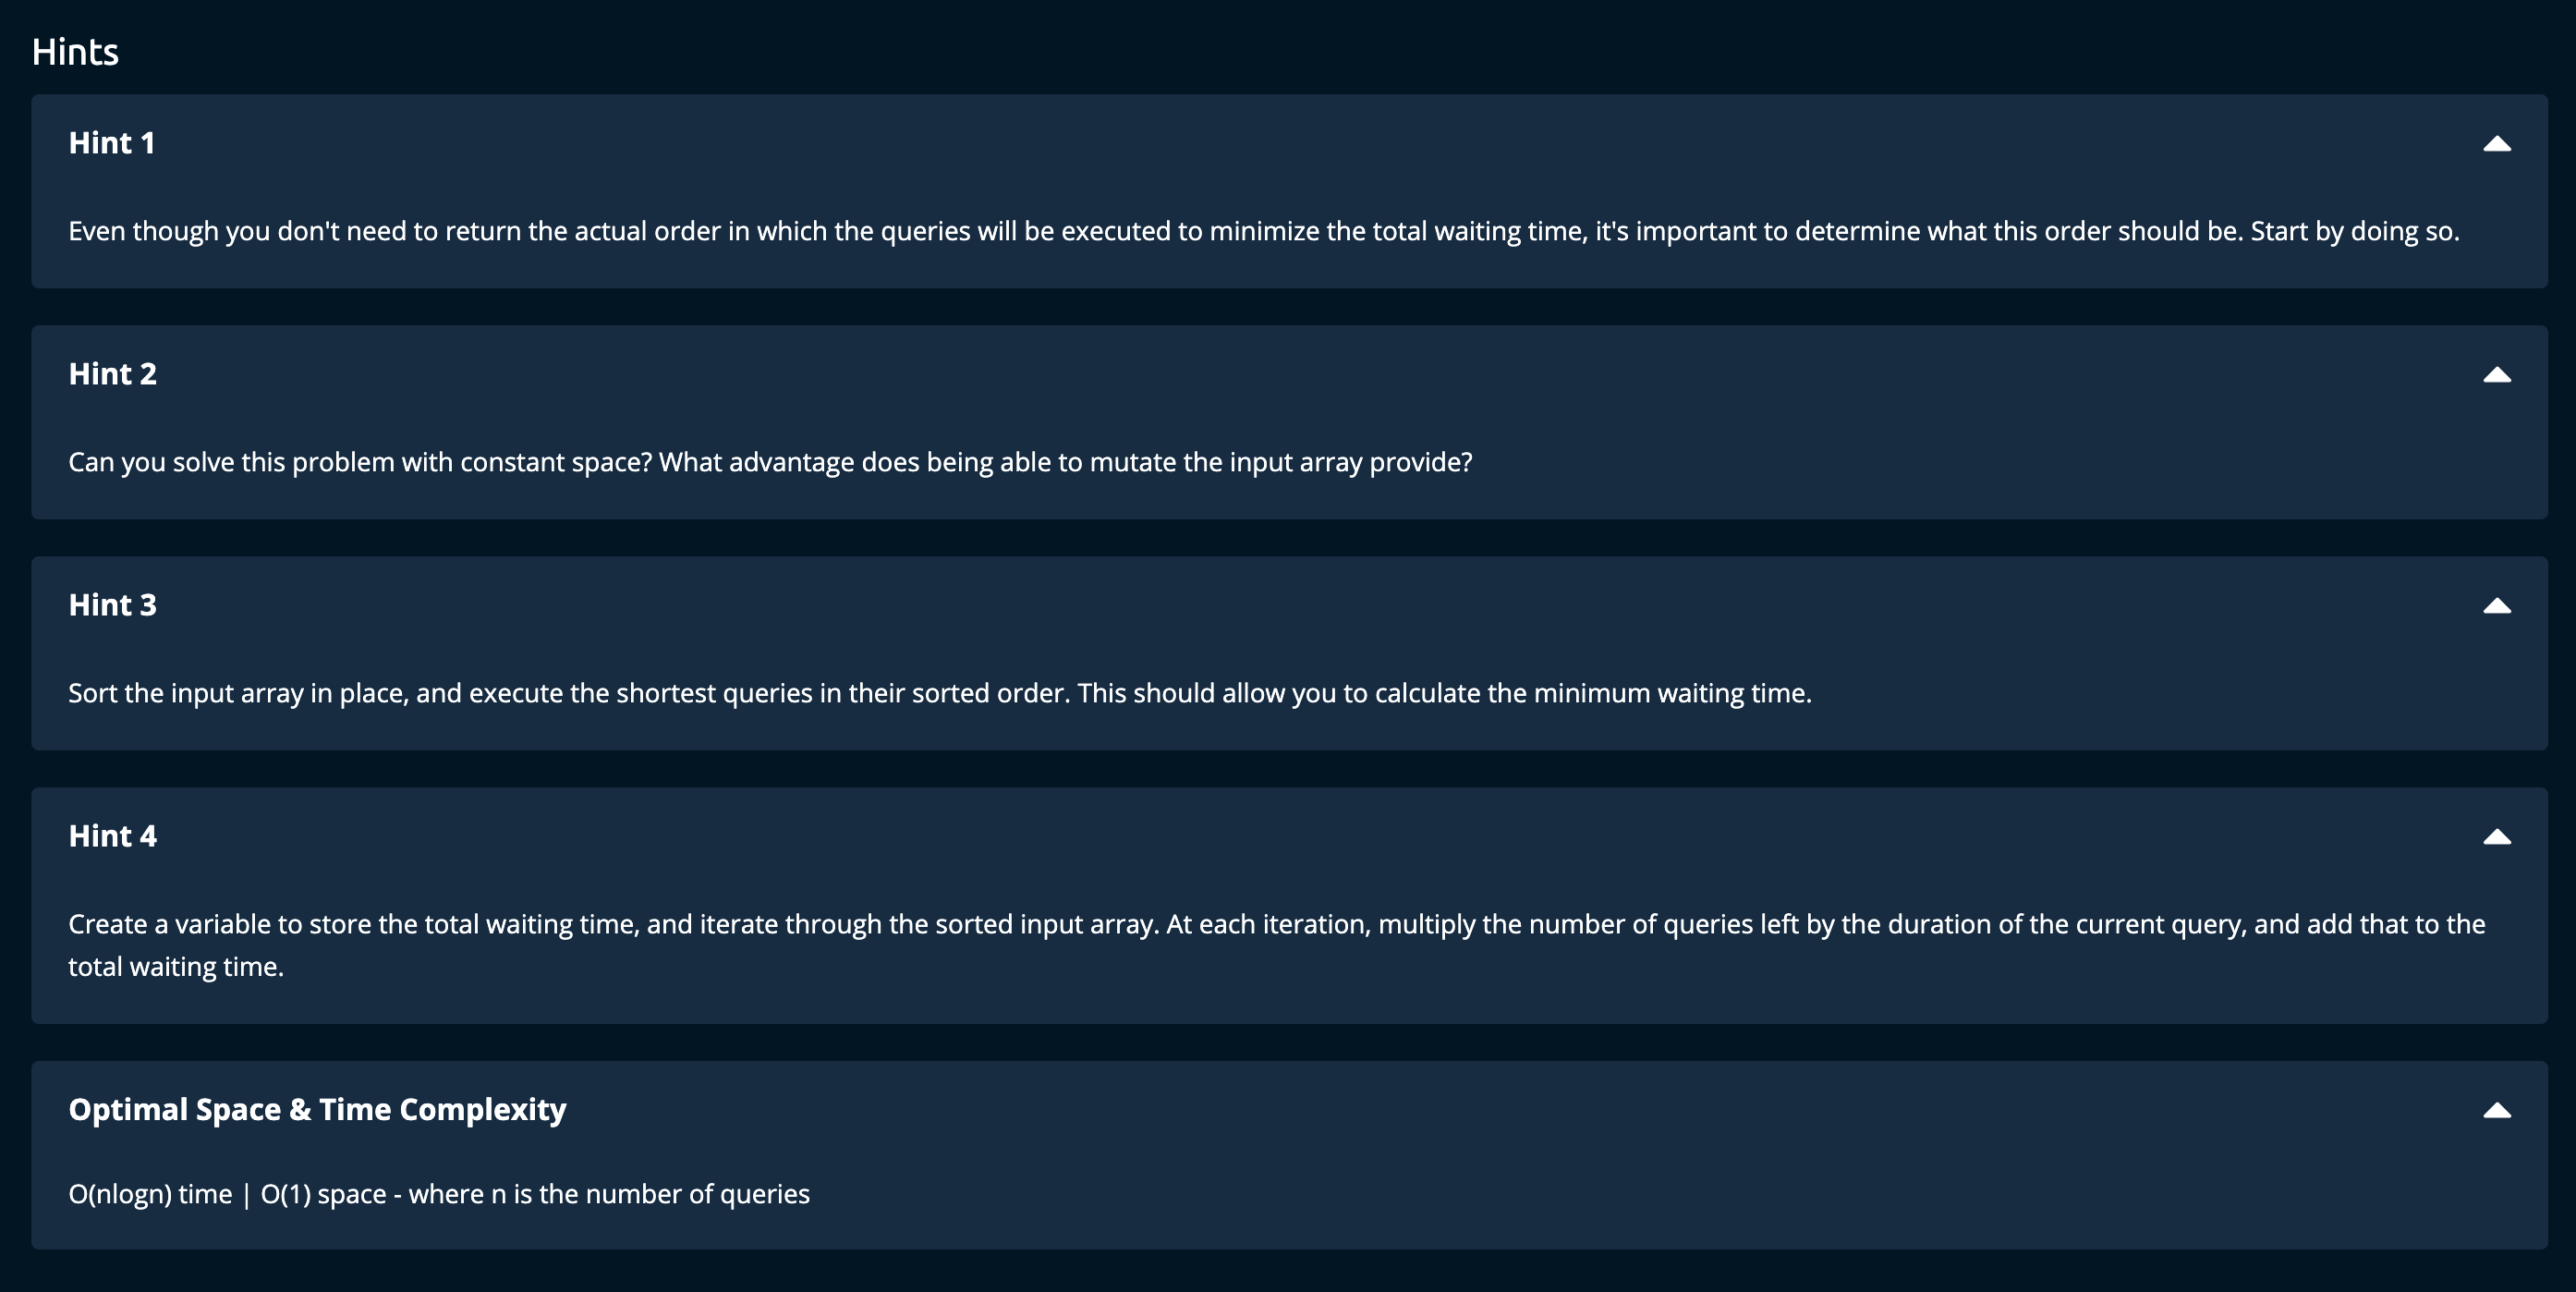 Hints
Hint 1
Even though you don't need to return the actual order in which the queries will be executed to minimize the total waiting time, it's important to determine what this order should be. Start by doing so.
Hint 2
Can you solve this problem with constant space? What advantage does being able to mutate the input array provide?
Hint 3
Sort the input array in place, and execute the shortest queries in their sorted order. This should allow you to calculate the minimum waiting time.
Hint 4
Create a variable to store the total waiting time, and iterate through the sorted input array. At each iteration, multiply the number of queries left by the duration of the current query, and add that to the
total waiting time.
Optimal Space & Time Complexity
O(nlogn) time | O(1) space - where n is the number of queries